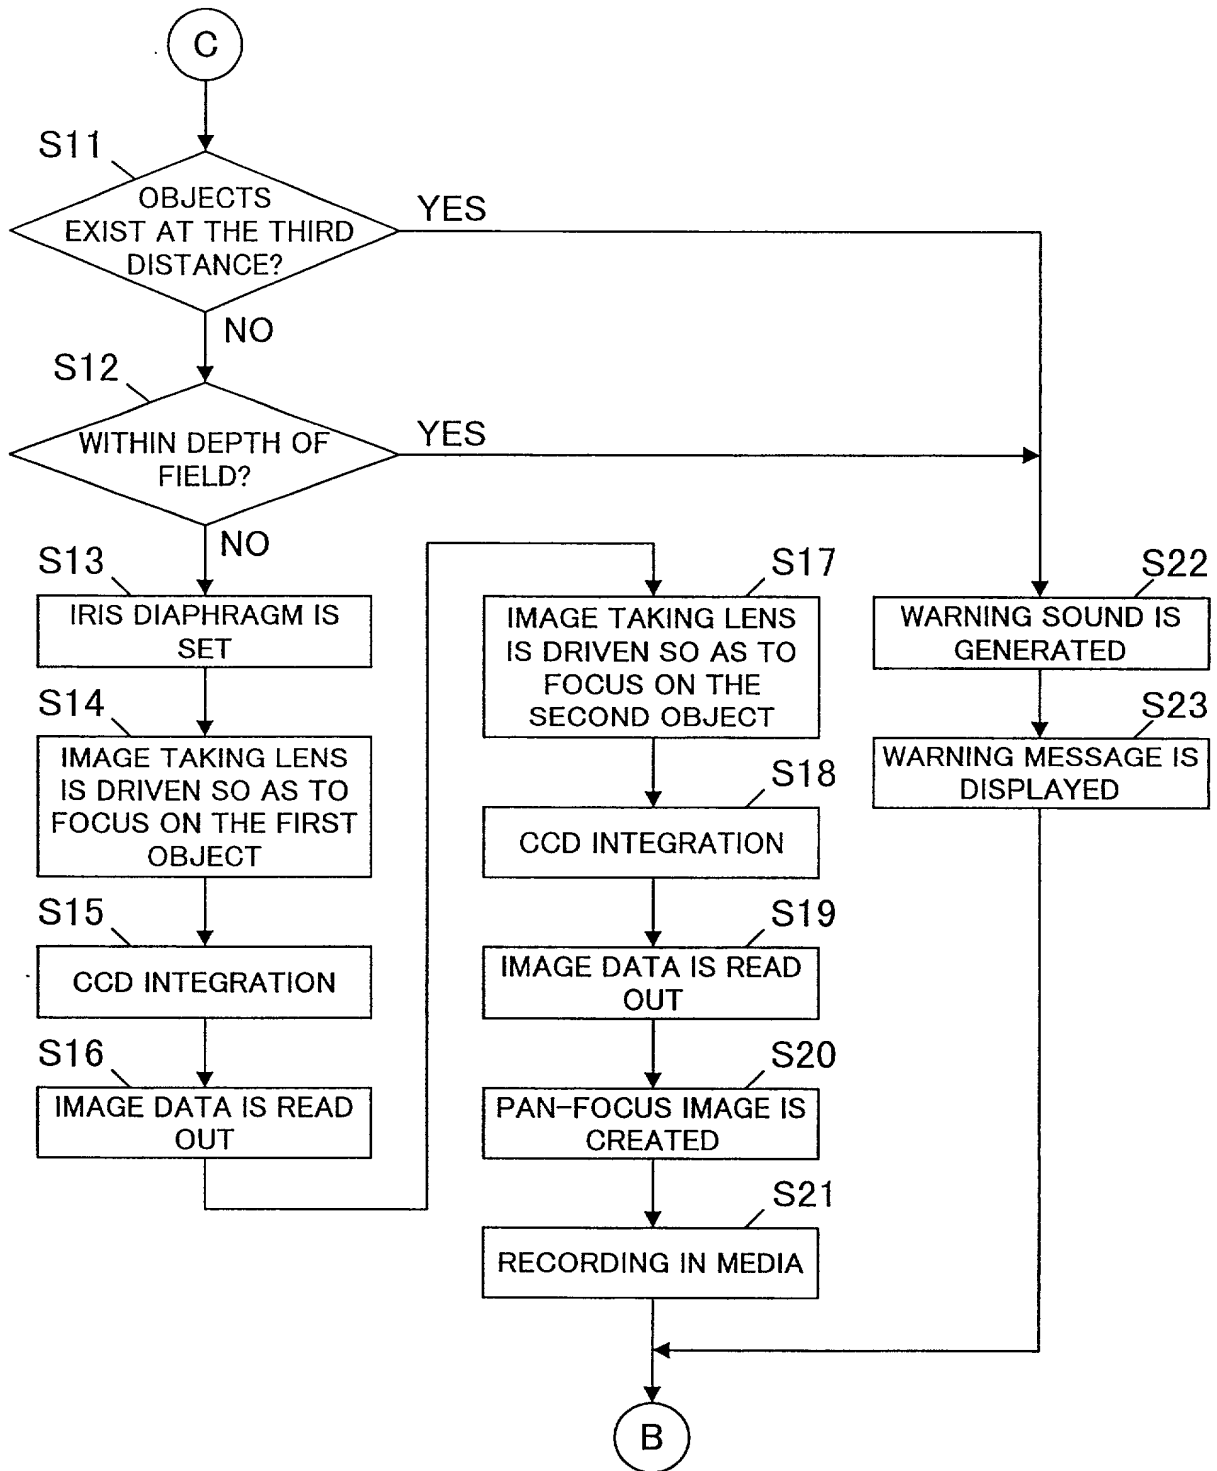 C
S11
OBJECTS
EXIST AT THE THIRD
DISTANCE?
YES
NO
S12
WITHIN DEPTH OF
FIELD?
YES
NO
S13
IRIS DIAPHRAGM IS
SET
S14
IMAGE TAKING LENS
IS DRIVEN SO AS TO
FOCUS ON THE FIRST
OBJECT
S15
CCD INTEGRATION
S16
IMAGE DATA IS READ
OUT
S17
IMAGE TAKING LENS
IS DRIVEN SO AS TO
FOCUS ON THE
SECOND OBJECT
S18
CCD INTEGRATION
S19
IMAGE DATA IS READ
OUT
S20
PAN-FOCUS IMAGE IS
CREATED
S21
RECORDING IN MEDIA
S22
WARNING SOUND IS
GENERATED
S23
WARNING MESSAGE IS
DISPLAYED
B